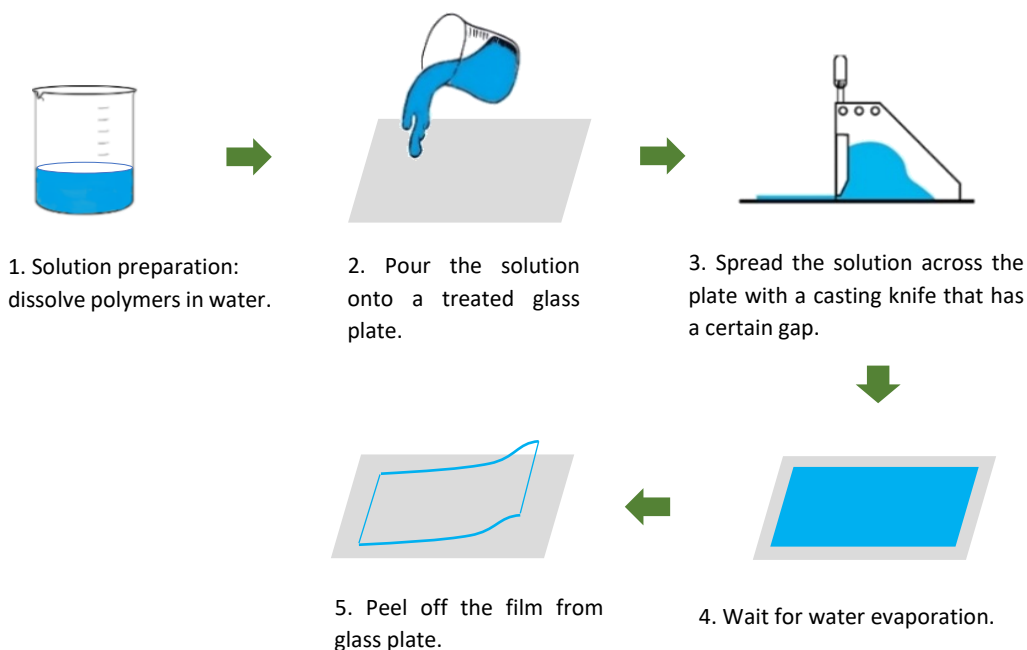 1. Solution preparation:
dissolve polymers in water.
2. Pour the solution
onto a treated glass
plate.
3. Spread the solution across the
plate with a casting knife that has
a certain gap.
4. Wait for water evaporation.
5. Peel off the film from
glass plate.